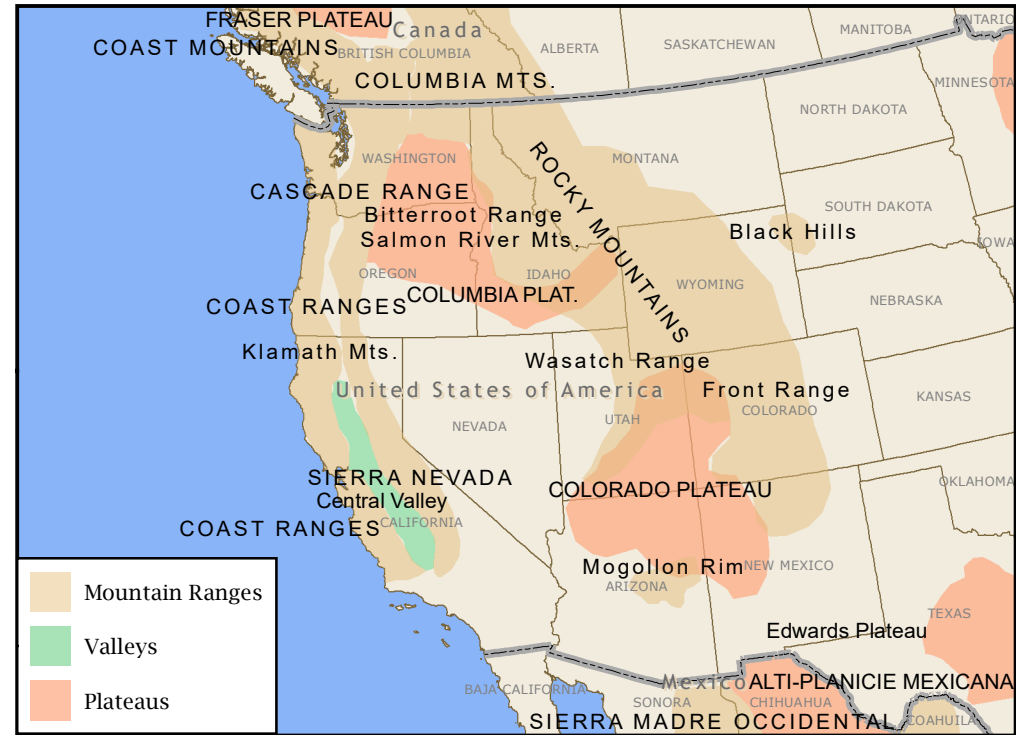 FRASER PLATEAU
Canada
MANITOBA
ONTARIO
COAST MOUNTAINS
BRITISH COLUMBIA
ALBERTA
SASKATCHEWAN
COLUMBIA MTS.
MINNESOTA
NORTH DAKOTA
WASHINGTON
ROCKY MOUNTAINS
MONTANA
CASCADE RANGE
Bitterroot Range
SOUTH DAKOTA
Salmon River Mts.
Black Hills
IOWA
OREGON
IDAHO
WYOMING
COAST RANGES
COLUMBIA PLAT.
NEBRASKA
Klamath Mts.
Wasatch Range
United States of America
Front Range
KANSAS
COLORADO
NEVADA
UTAH
SIERRA NEVADA
COLORADO PLATEAU
OKLAHOMA
Central Valley
COAST RANGES
CALIFORNIA
Mogollon Rim
NEW MEXICO
ARIZONA
TEXAS
Edwards Plateau
Mexico
ALTI-PLANICIE MEXICANA
BAJA CALIFORNIA
SONORA
CHIHUAHUA
SIERRA MADRE OCCIDENTAL
COAHUILA
Mountain Ranges
Valleys
Plateaus